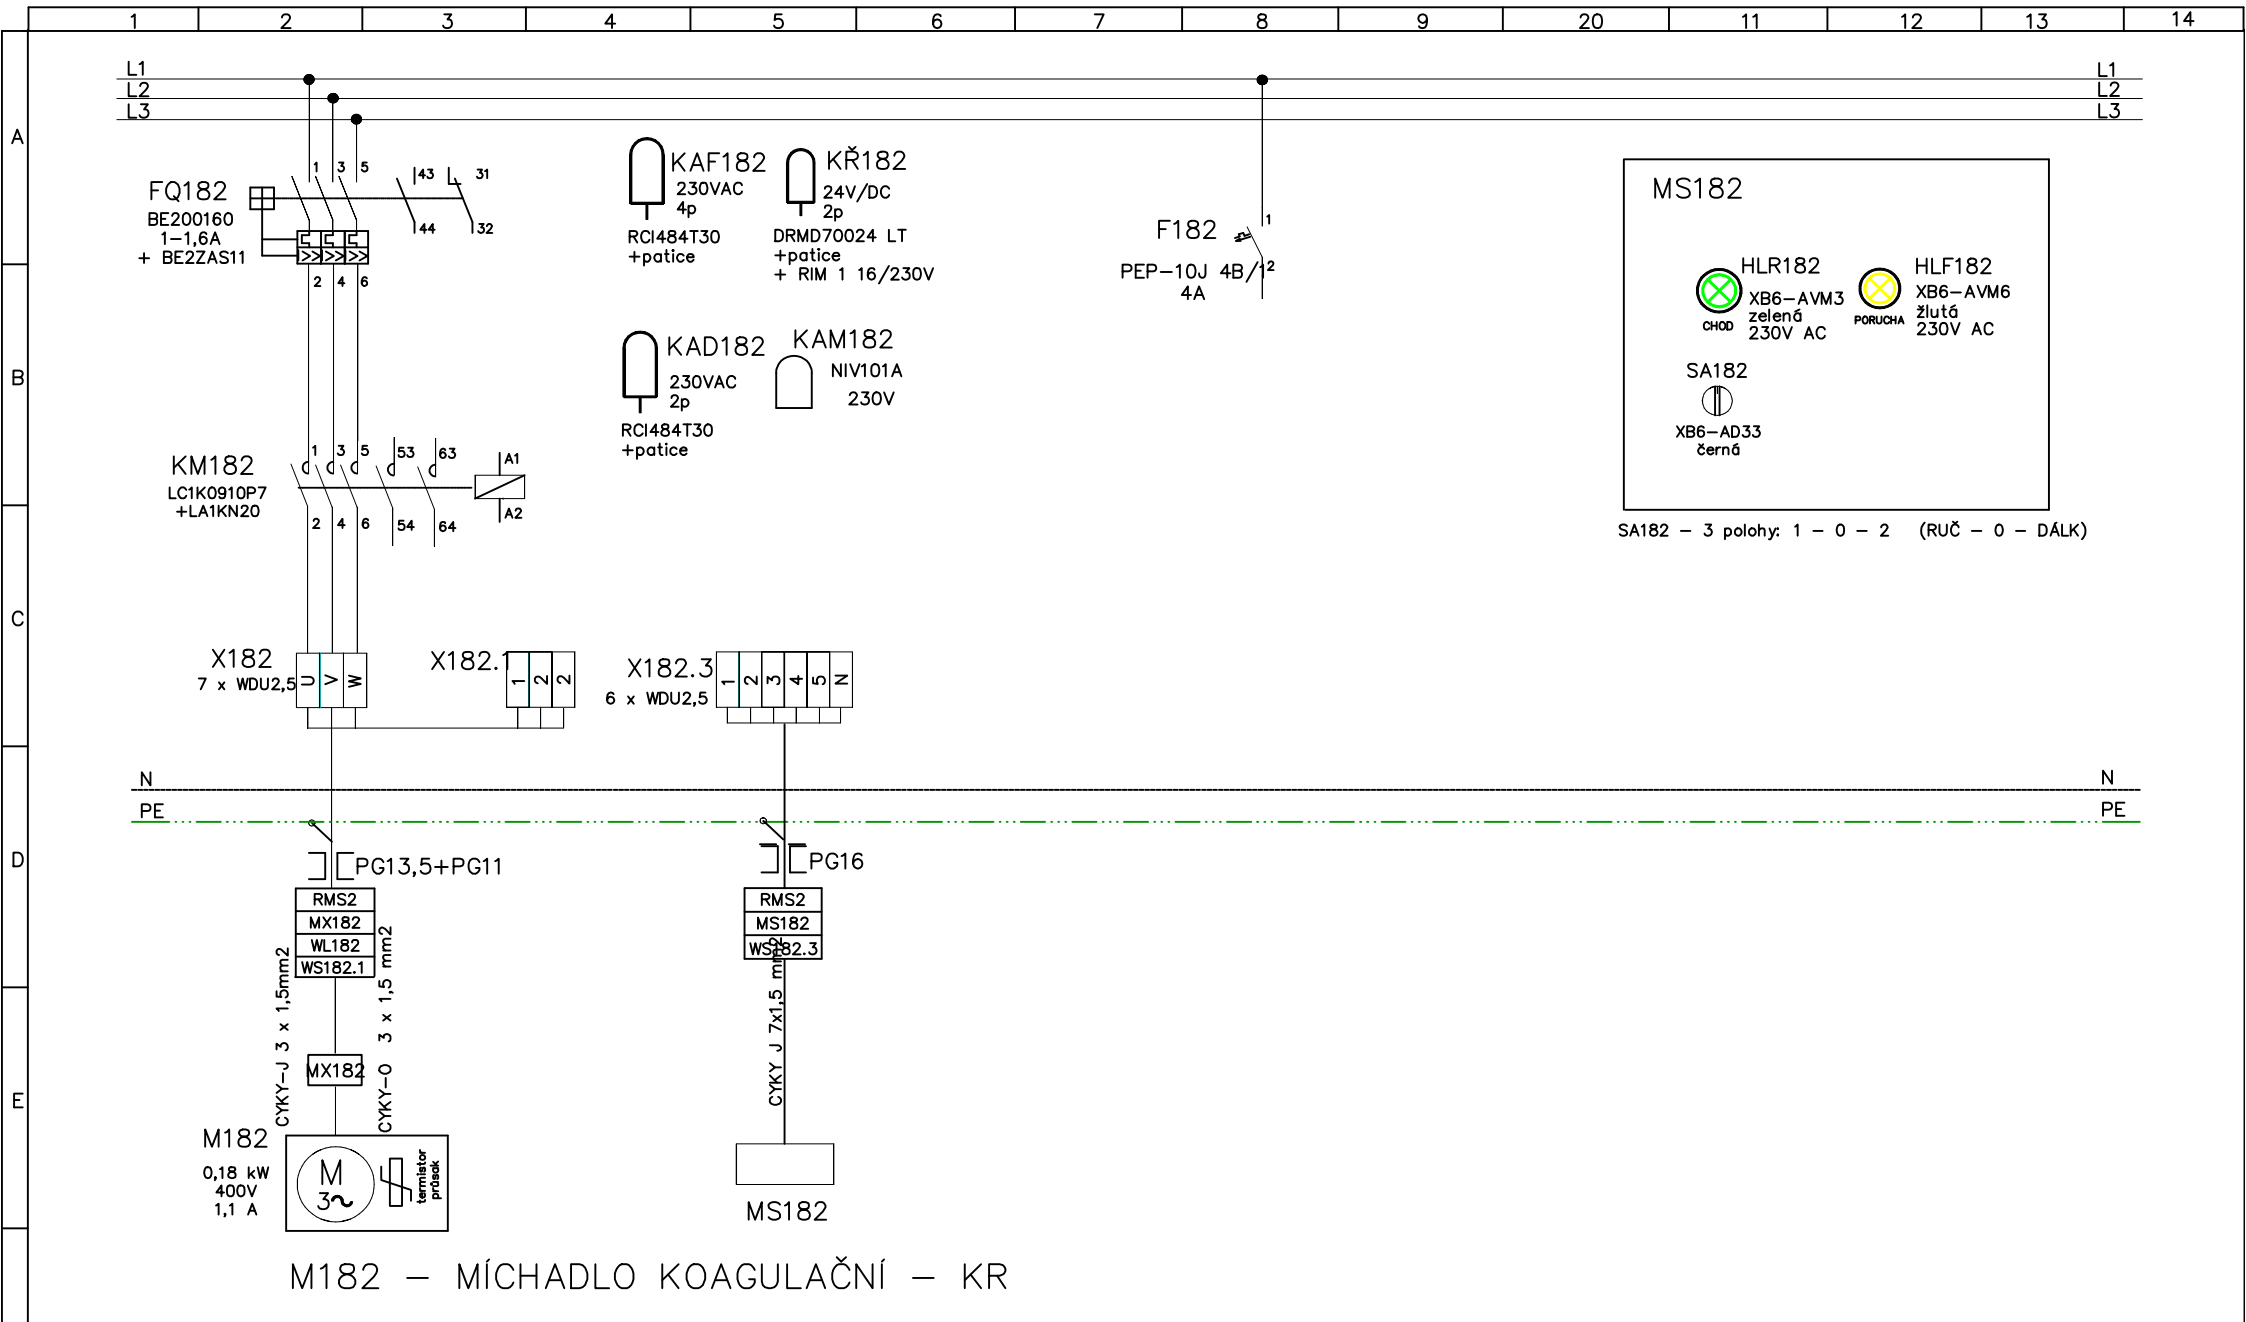 1 2 3 4 5 6 7 8 9 20 11 12 13 14
A
B
C
D
E
L1
L2
L3
L1
L2
L3
FQ182
BE200160
1-1,6A
+ BE2ZAS11
1 3 5
43 31
44 32
2 4 6
KAF182
230VAC
4p
RCI484T30
+patice
KŘ182
24V/DC
2p
DRMD70024 LT
+patice
+ RIM 1 16/230V
F182
PEP-10J 4B/1
4A
1
2
MS182
HLR182
XB6-AVM3
zelená
230V AC
CHOD
HLF182
XB6-AVM6
žlutá
230V AC
PORUCHA
SA182
XB6-AD33
černá
SA182 - 3 polohy: 1 - 0 - 2 (RUČ - 0 - DÁLK)
KAD182
230VAC
2p
RCI484T30
+patice
KAM182
NIV101A
230V
KM182
LC1K0910P7
+LA1KN20
1 3 5 53 63
A1
A2
2 4 6 54 64
X182
7 x WDU2,5
U V W
X182.1
1 2 2
X182.3
6 x WDU2,5
1 2 3 4 5 N
N
N
PE
PE
PG13,5+PG11
RMS2
MX182
WL182
WS182.1
CYKY-J 3 x 1,5mm2
CYKY-O 3 x 1,5 mm2
MX182
PG16
RMS2
MS182
WS182.3
CYKY J 7x1,5 mm2
M182
0,18 kW
400V
1,1 A
M
3~
termistor
průsak
MS182
M182 - MÍCHADLO KOAGULAČNÍ - KR